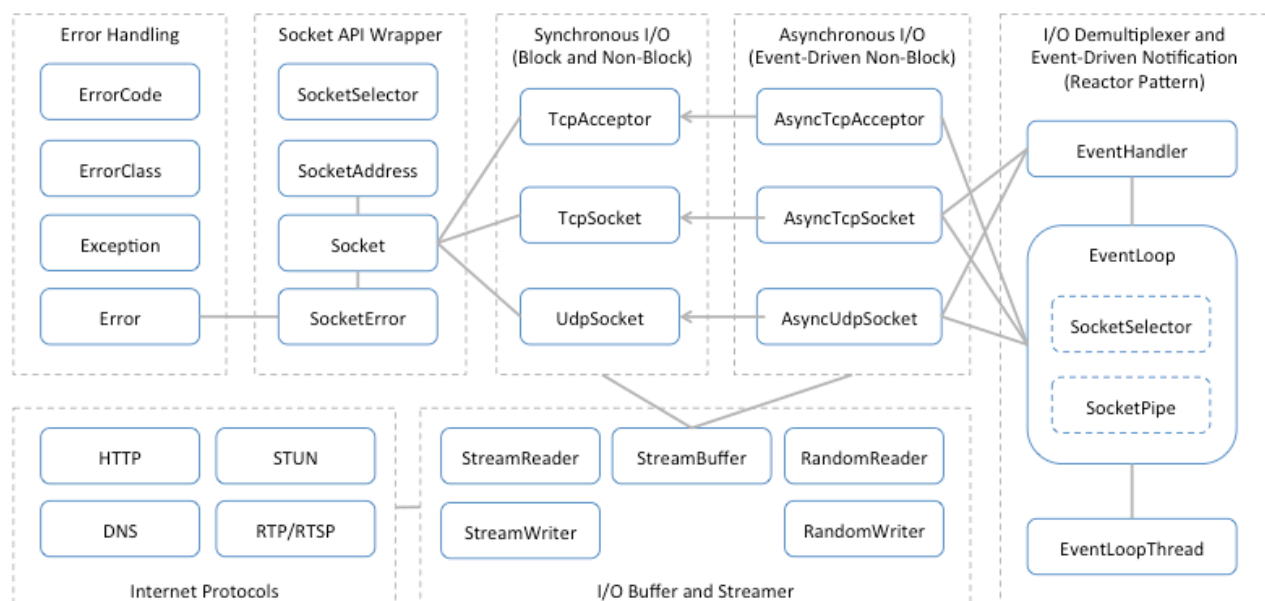 Error Handling
ErrorCode
ErrorClass
Exception
Error
Socket API Wrapper
SocketSelector
SocketAddress
Socket
SocketError
Synchronous I/O
(Block and Non-Block)
TcpAcceptor
TcpSocket
UdpSocket
Asynchronous I/O
(Event-Driven Non-Block)
AsyncTcpAcceptor
AsyncTcpSocket
AsyncUdpSocket
I/O Demultiplexer and
Event-Driven Notification
(Reactor Pattern)
EventHandler
EventLoop
SocketSelector
SocketPipe
EventLoopThread
HTTP
STUN
DNS
RTP/RTSP
Internet Protocols
StreamReader
StreamBuffer
RandomReader
StreamWriter
RandomWriter
I/O Buffer and Streamer